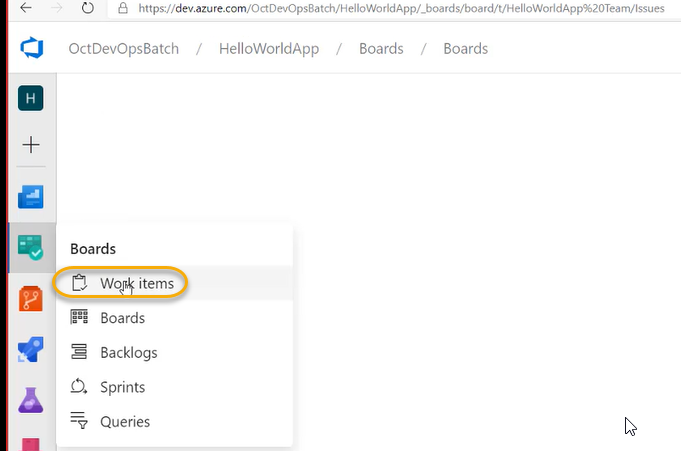 https://dev.azure.com/OctDevOpsBatch/HelloWorldApp/_boards/board/t/HelloWorldApp%20Team/Issues
OctDevOpsBatch / HelloWorldApp / Boards / Boards
H
Boards
Work items
Boards
Backlogs
Sprints
Queries